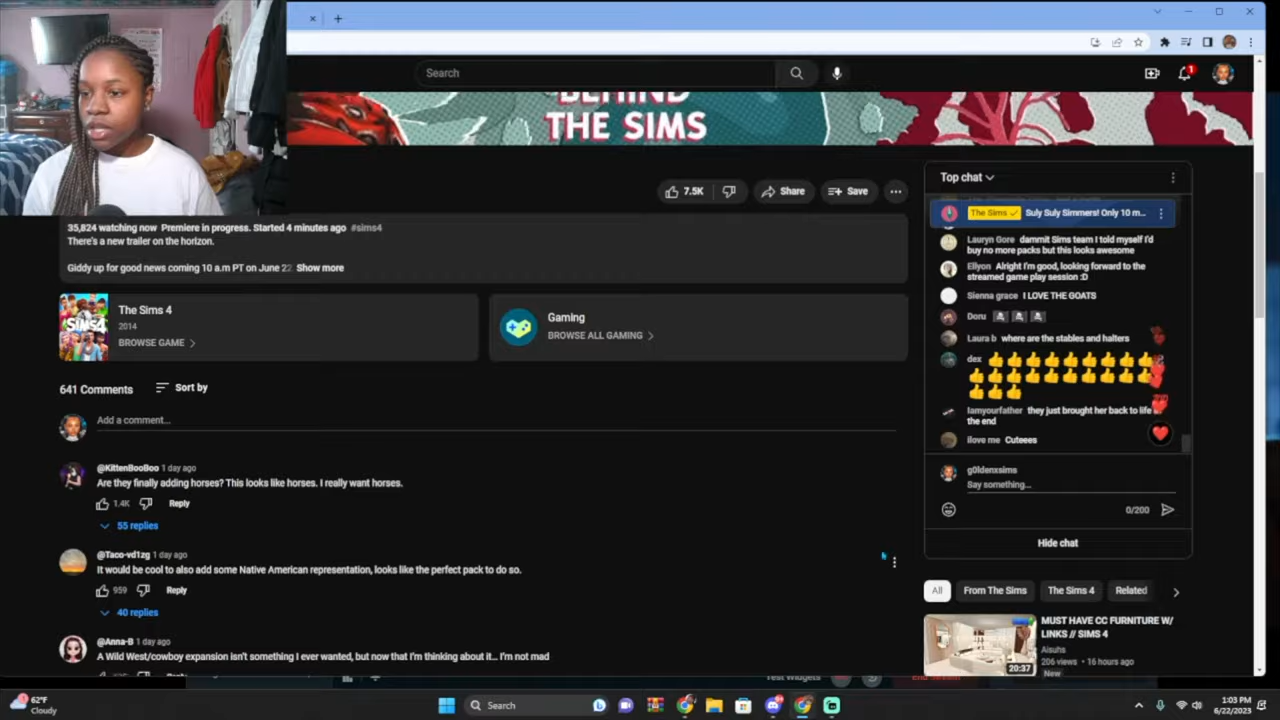 Search
BEHIND
THE SIMS
7.5K
Share
Save
35,824 watching now Premiere in progress. Started 4 minutes ago #sims4
There's a new trailer on the horizon.
Giddy up for good news coming 10 a.m PT on June 22
Show more
The Sims 4
2014
BROWSE GAME
Gaming
BROWSE ALL GAMING
641 Comments
Sort by
Add a comment...
@KittenBooBoo 1 day ago
Are they finally adding horses? This looks like horses. I really want horses.
1.4K
Reply
55 replies
@Taco-vd1zg 1 day ago
It would be cool to also add some Native American representation, looks like the perfect pack to do so.
959
Reply
40 replies
@Anna-B 1 day ago
A Wild West/cowboy expansion isn't something I ever wanted, but now that I'm thinking about it... I'm not mad
Top chat
The Sims Suly Suly Simmers! Only 10 m...
Lauryn Gore dammit Sims team I told myself I'd
buy no more packs but this looks awesome
Ellyon Alright I'm good, looking forward to the
streamed game play session :D
Sienna grace I LOVE THE GOATS
Doru
Laura b where are the stables and halters
dex
Iamyourfather they just brought her back to life
the end
ilove me Cuteees
g0ldenxsims
Say something...
0/200
Hide chat
All
From The Sims
The Sims 4
Related
MUST HAVE CC FURNITURE W/
LINKS // SIMS 4
Aisuhs
206 views • 16 hours ago
New
20:37
62°F
Cloudy
Search
1:03 PM
6/22/2023